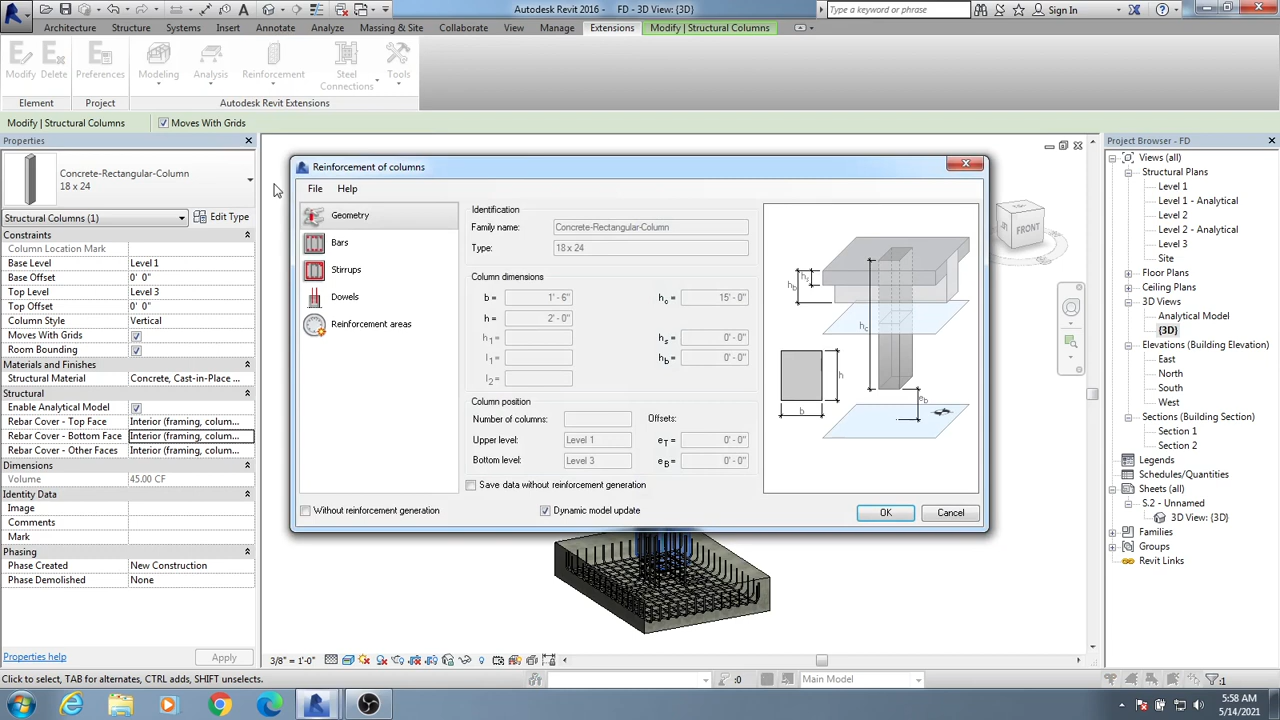 Autodesk Revit 2016 - FD - 3D View: {3D}
Type a keyword or phrase
Sign In
Architecture Structure Systems Insert Annotate Analyze Massing & Site Collaborate View Manage Extensions Modify | Structural Columns
Modify Delete Preferences Modeling Analysis Reinforcement Steel Connections Tools
Element Project Autodesk Revit Extensions
Modify | Structural Columns Moves With Grids
Properties
Concrete-Rectangular-Column
18 x 24
Structural Columns (1) Edit Type
Constraints
Column Location Mark
Base Level Level 1
Base Offset 0' 0"
Top Level Level 3
Top Offset 0' 0"
Column Style Vertical
Moves With Grids
Room Bounding
Materials and Finishes
Structural Material Concrete, Cast-in-Place ...
Structural
Enable Analytical Model
Rebar Cover - Top Face Interior (framing, colum...
Rebar Cover - Bottom Face Interior (framing, colum...
Rebar Cover - Other Faces Interior (framing, colum...
Dimensions
Volume 45.00 CF
Identity Data
Image
Comments
Mark
Phasing
Phase Created New Construction
Phase Demolished None
Properties help Apply
Reinforcement of columns
File Help
Geometry
Bars
Stirrups
Dowels
Reinforcement areas
Identification
Family name: Concrete-Rectangular-Column
Type: 18 x 24
Column dimensions
b = 1' - 6" hc = 15' - 0"
h = 2' - 0"
h1 = hs = 0' - 0"
l1 = hb = 0' - 0"
l2 =
Column position
Number of columns: Offsets:
Upper level: Level 1 eT = 0' - 0"
Bottom level: Level 3 eB = 0' - 0"
Save data without reinforcement generation
Without reinforcement generation Dynamic model update
OK Cancel
hs
hb
hc
h
b
eb
FRONT
Project Browser - FD
Views (all)
Structural Plans
Level 1
Level 1 - Analytical
Level 2
Level 2 - Analytical
Level 3
Site
Floor Plans
Ceiling Plans
3D Views
Analytical Model
{3D}
Elevations (Building Elevation)
East
North
South
West
Sections (Building Section)
Section 1
Section 2
Legends
Schedules/Quantities
Sheets (all)
S.2 - Unnamed
3D View: {3D}
Families
Groups
Revit Links
3/8" = 1'-0"
Click to select, TAB for alternates, CTRL adds, SHIFT unselects.
:0 Main Model :1
5:58 AM
5/14/2021